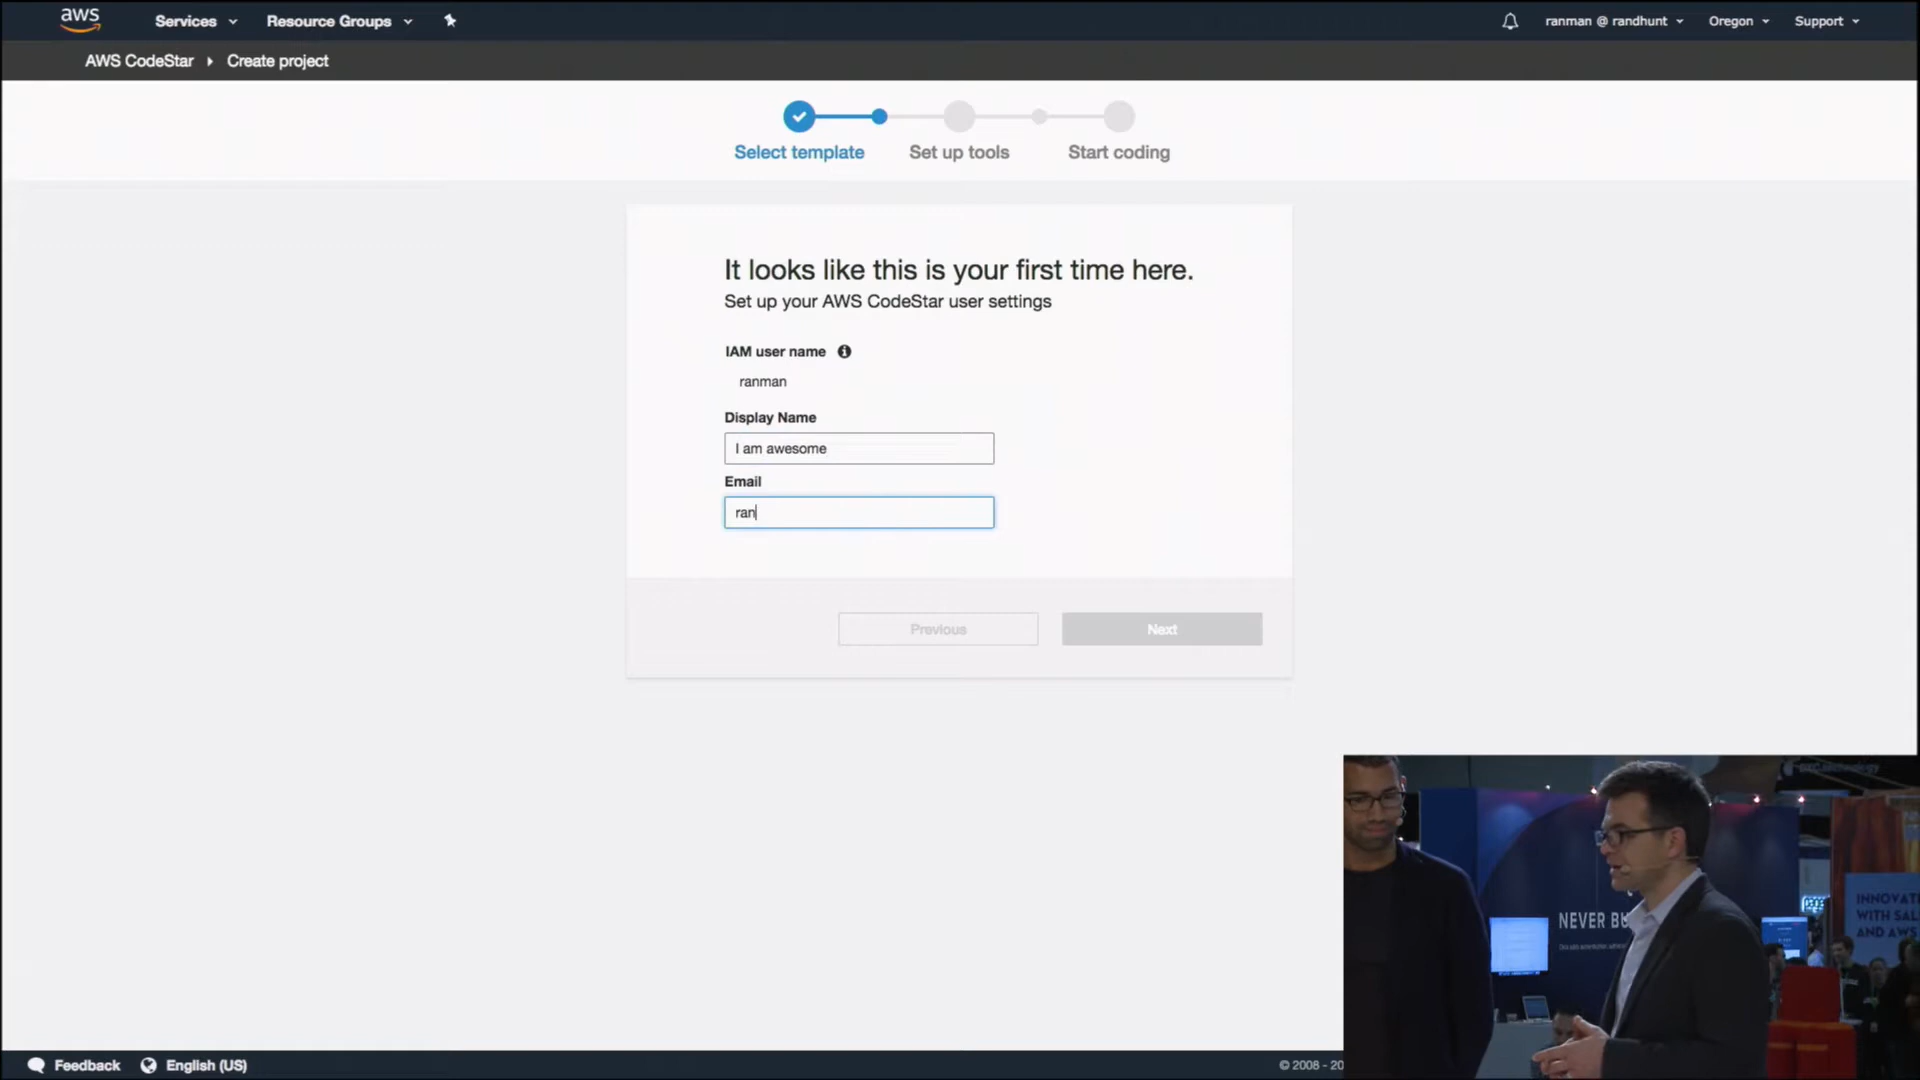 aws
Services
Resource Groups
ranman @ randhunt
Oregon
Support
AWS CodeStar
Create project
Select template
Set up tools
Start coding
It looks like this is your first time here.
Set up your AWS CodeStar user settings
IAM user name
ranman
Display Name
I am awesome
Email
ran
Previous
Next
NEVER BU
INNOVATE
WITH SAL
AND AWS
Feedback
English (US)
© 2008 - 20